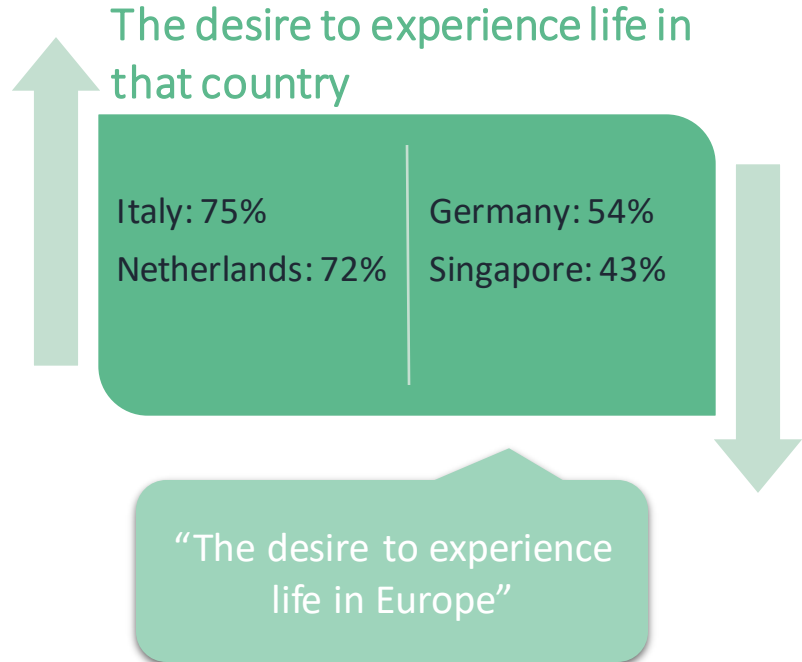 The desire to experience life in
that country
Italy: 75%
Netherlands: 72%
Germany: 54%
Singapore: 43%
“The desire to experience
life in Europe”